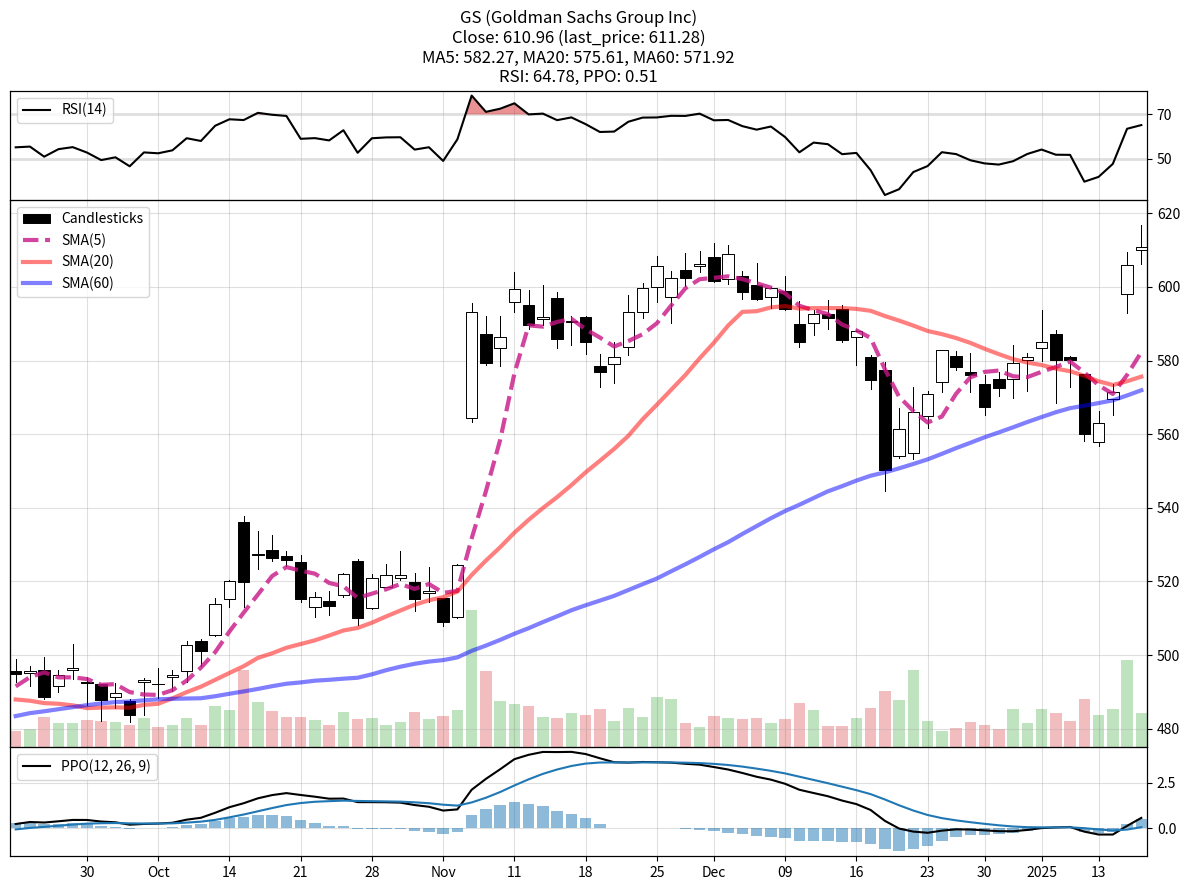 GS (Goldman Sachs Group Inc)
Close: 610.96 (last_price: 611.28)
MA5: 582.27, MA20: 575.61, MA60: 571.92
RSI: 64.78, PPO: 0.51
RSI(14)
70
50
Candlesticks
SMA(5)
SMA(20)
SMA(60)
620
600
580
560
540
520
500
480
PPO(12, 26, 9)
2.5
0.0
30 Oct 14 21 28 Nov 11 18 25 Dec 09 16 23 30 2025 13